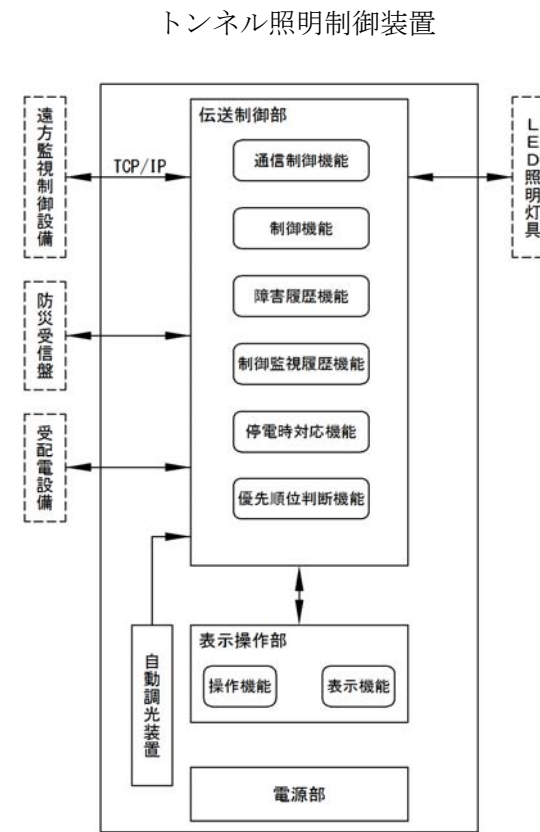 トンネル照明制御装置
遠方監視制御設備
TCP/IP
伝送制御部
通信制御機能
制御機能
障害履歴機能
制御監視履歴機能
停電時対応機能
優先順位判断機能
LED照明灯具
防災受信盤
受配電設備
自動調光装置
表示操作部
操作機能
表示機能
電源部